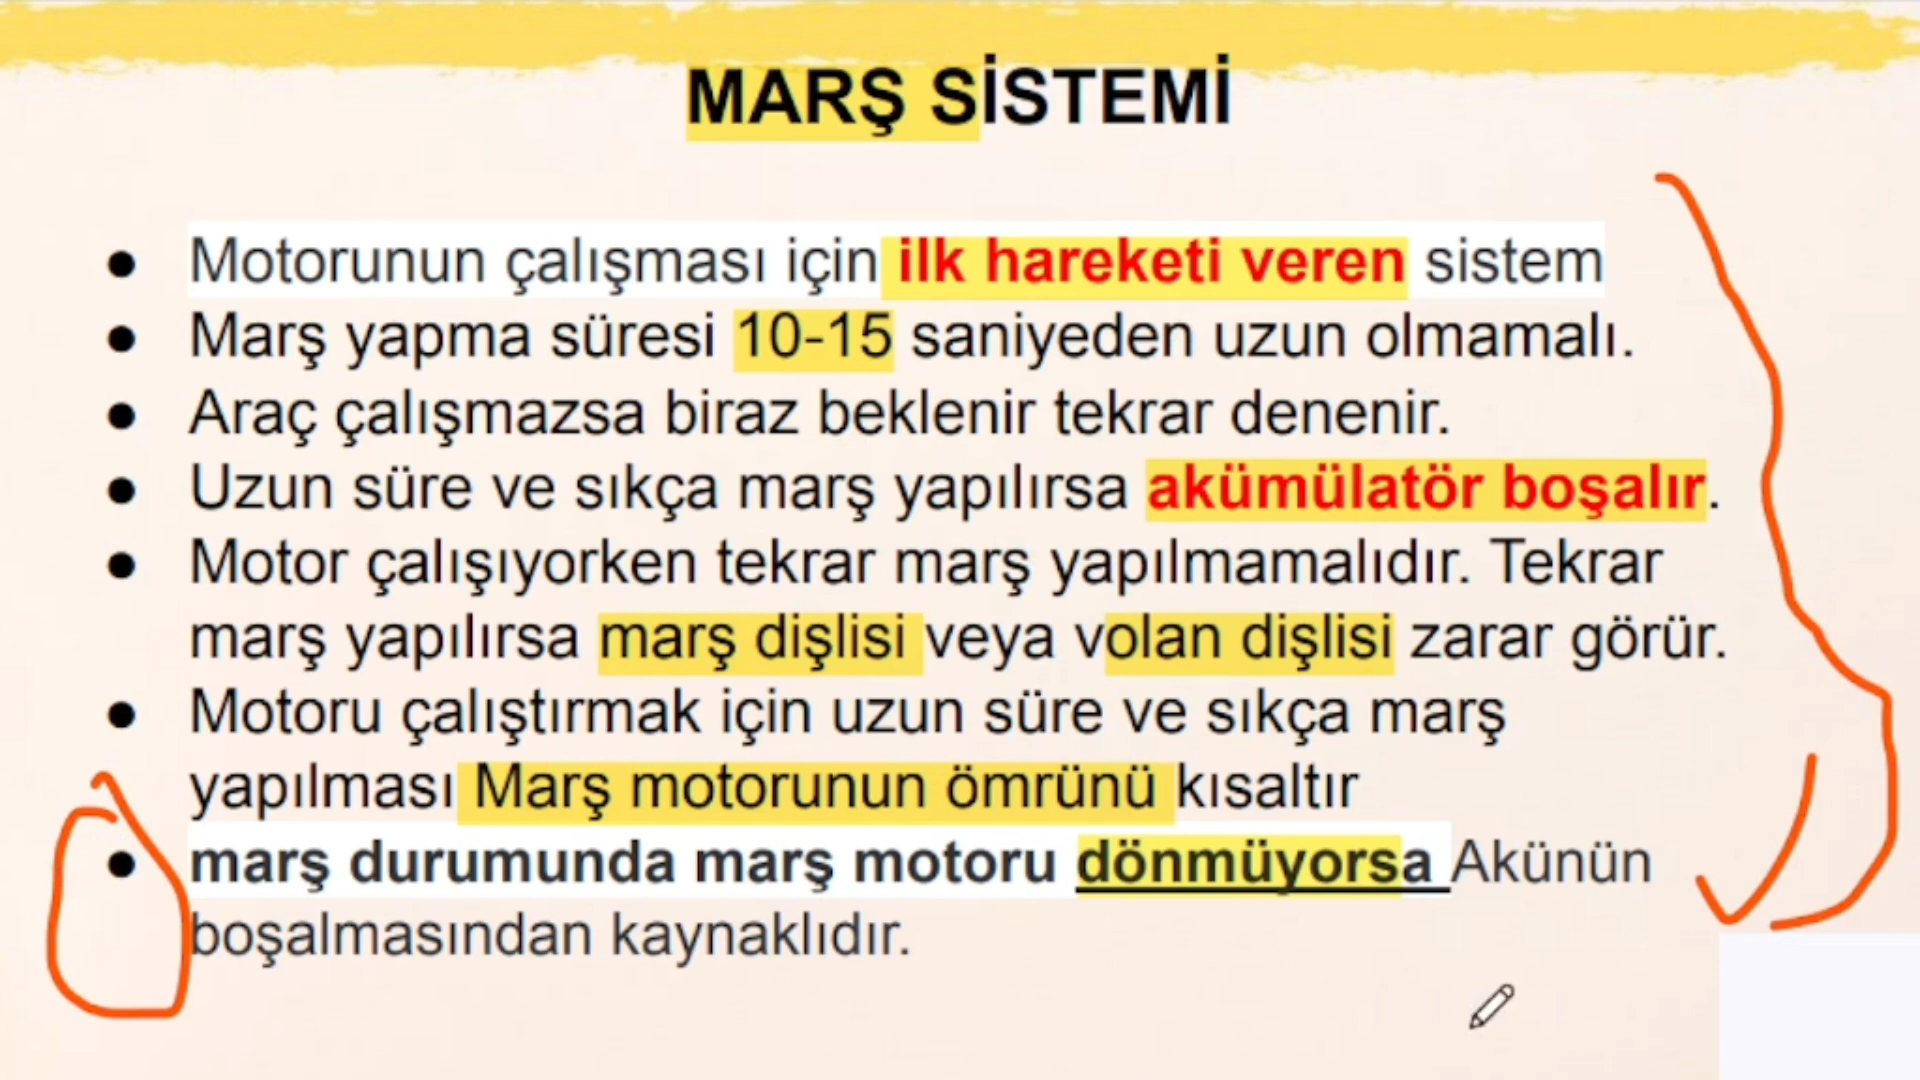 MARŞ SİSTEMİ
● Motorunun çalışması için ilk hareketi veren sistem
● Marş yapma süresi 10-15 saniyeden uzun olmamalı.
● Araç çalışmazsa biraz beklenir tekrar denenir.
● Uzun süre ve sıkça marş yapılırsa akümülatör boşalır.
● Motor çalışıyorken tekrar marş yapılmamalıdır. Tekrar
marş yapılırsa marş dişlisi veya volan dişlisi zarar görür.
● Motoru çalıştırmak için uzun süre ve sıkça marş
yapılması Marş motorunun ömrünü kısaltır
● marş durumunda marş motoru dönmüyorsa Akünün
boşalmasından kaynaklıdır.